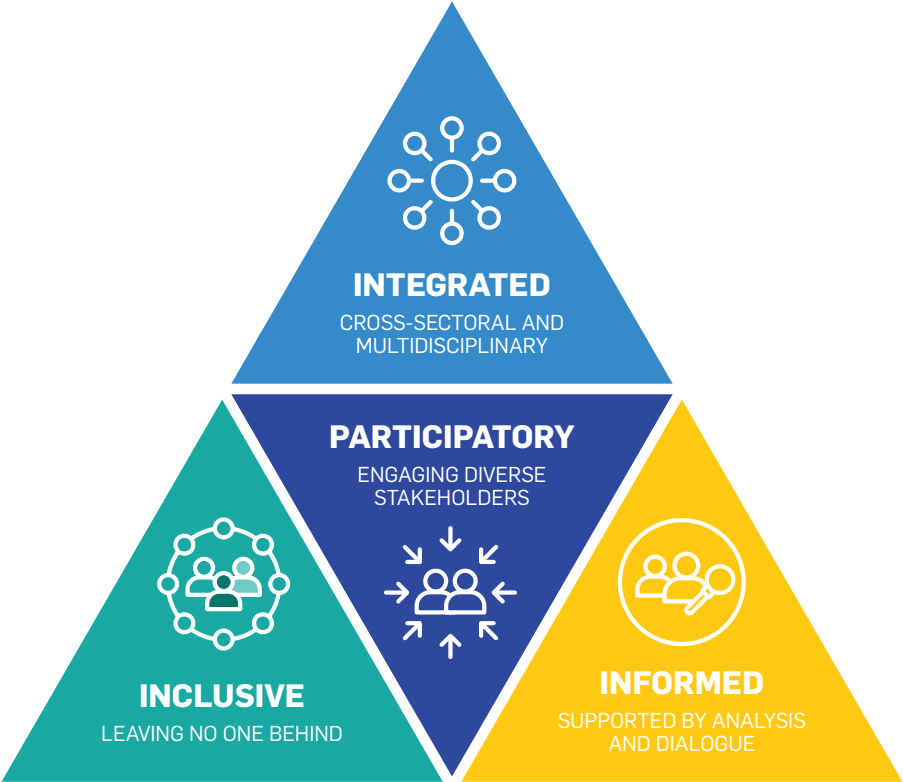 INTEGRATED
CROSS-SECTORAL AND
MULTIDISCIPLINARY
PARTICIPATORY
ENGAGING DIVERSE
STAKEHOLDERS
INCLUSIVE
LEAVING NO ONE BEHIND
INFORMED
SUPPORTED BY ANALYSIS
AND DIALOGUE